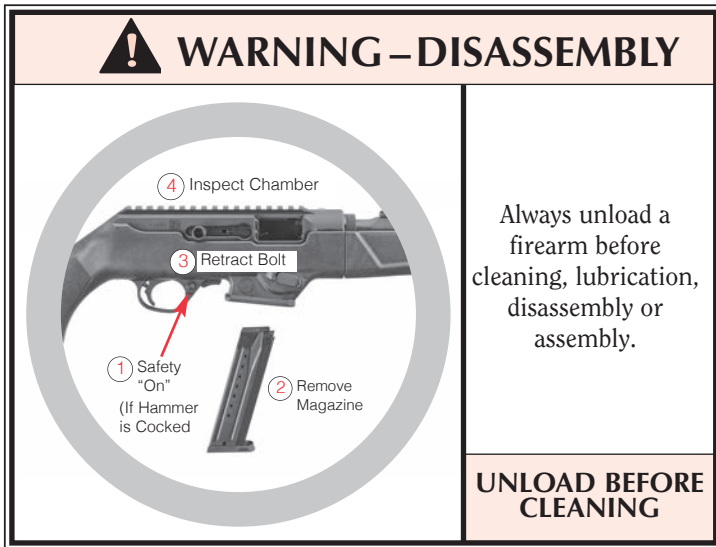 WARNING – DISASSEMBLY
4 Inspect Chamber
3 Retract Bolt
1 Safety
"On"
(If Hammer
is Cocked
2 Remove
Magazine
Always unload a
firearm before
cleaning, lubrication,
disassembly or
assembly.
UNLOAD BEFORE
CLEANING